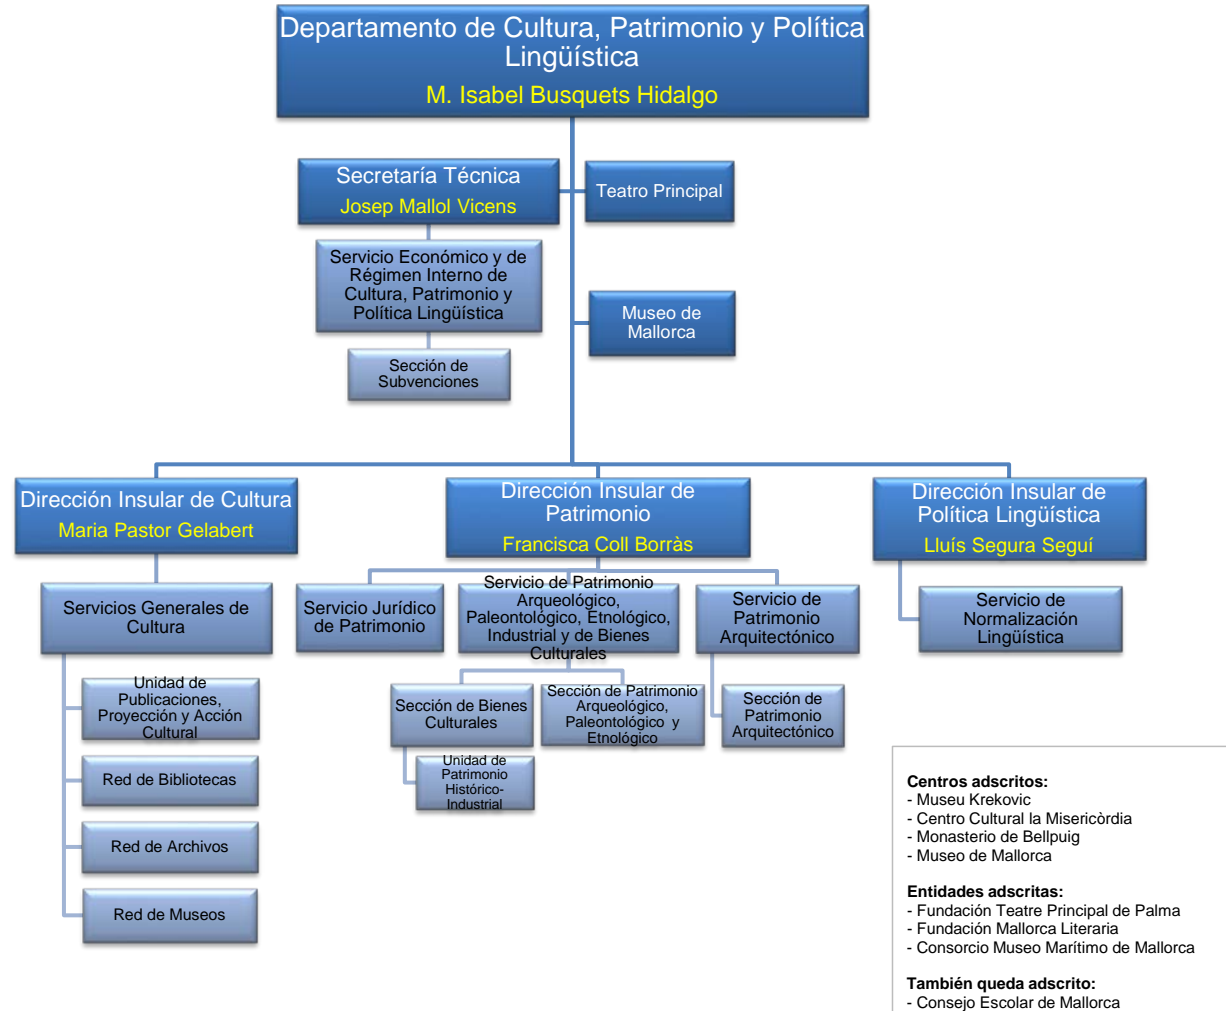 Departamento de Cultura, Patrimonio y Política
Lingüística
M. Isabel Busquets Hidalgo
Secretaría Técnica
Josep Mallol Vicens
Teatro Principal
Servicio Económico y de
Régimen Interno de
Cultura, Patrimonio y
Política Lingüística
Museo de
Mallorca
Sección de
Subvenciones
Dirección Insular de Cultura
Maria Pastor Gelabert
Dirección Insular de
Patrimonio
Francisca Coll Borràs
Dirección Insular de
Política Lingüística
Lluís Segura Seguí
Servicios Generales de
Cultura
Servicio Jurídico
de Patrimonio
Servicio de Patrimonio
Arqueológico,
Paleontológico, Etnológico,
Industrial y de Bienes
Culturales
Servicio de
Patrimonio
Arquitectónico
Servicio de
Normalización
Lingüística
Unidad de
Publicaciones,
Proyección y Acción
Cultural
Sección de Bienes
Culturales
Sección de Patrimonio
Arqueológico,
Paleontológico y
Etnológico
Sección de
Patrimonio
Arquitectónico
Unidad de
Patrimonio
Histórico-
Industrial
Red de Bibliotecas
Red de Archivos
Red de Museos
Centros adscritos:
- Museu Krekovic
- Centro Cultural la Misericòrdia
- Monasterio de Bellpuig
- Museo de Mallorca
Entidades adscritas:
- Fundación Teatre Principal de Palma
- Fundación Mallorca Literaria
- Consorcio Museo Marítimo de Mallorca
También queda adscrito:
- Consejo Escolar de Mallorca